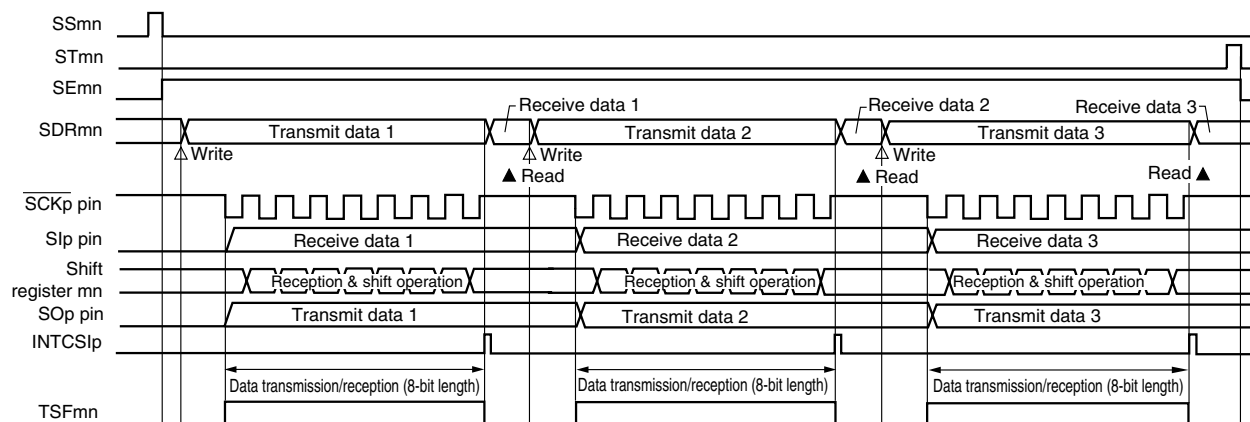 SSmn
STmn
SEmn
Receive data 1
Receive data 2
Receive data 3
SDRmn
Transmit data 1
Transmit data 2
Transmit data 3
Write
Write
Write
Read
Read
Read
SCKp pin
SIp pin
Receive data 1
Receive data 2
Receive data 3
Shift
register mn
Reception & shift operation
Reception & shift operation
Reception & shift operation
SOp pin
Transmit data 1
Transmit data 2
Transmit data 3
INTCSIp
Data transmission/reception (8-bit length)
Data transmission/reception (8-bit length)
Data transmission/reception (8-bit length)
TSFmn